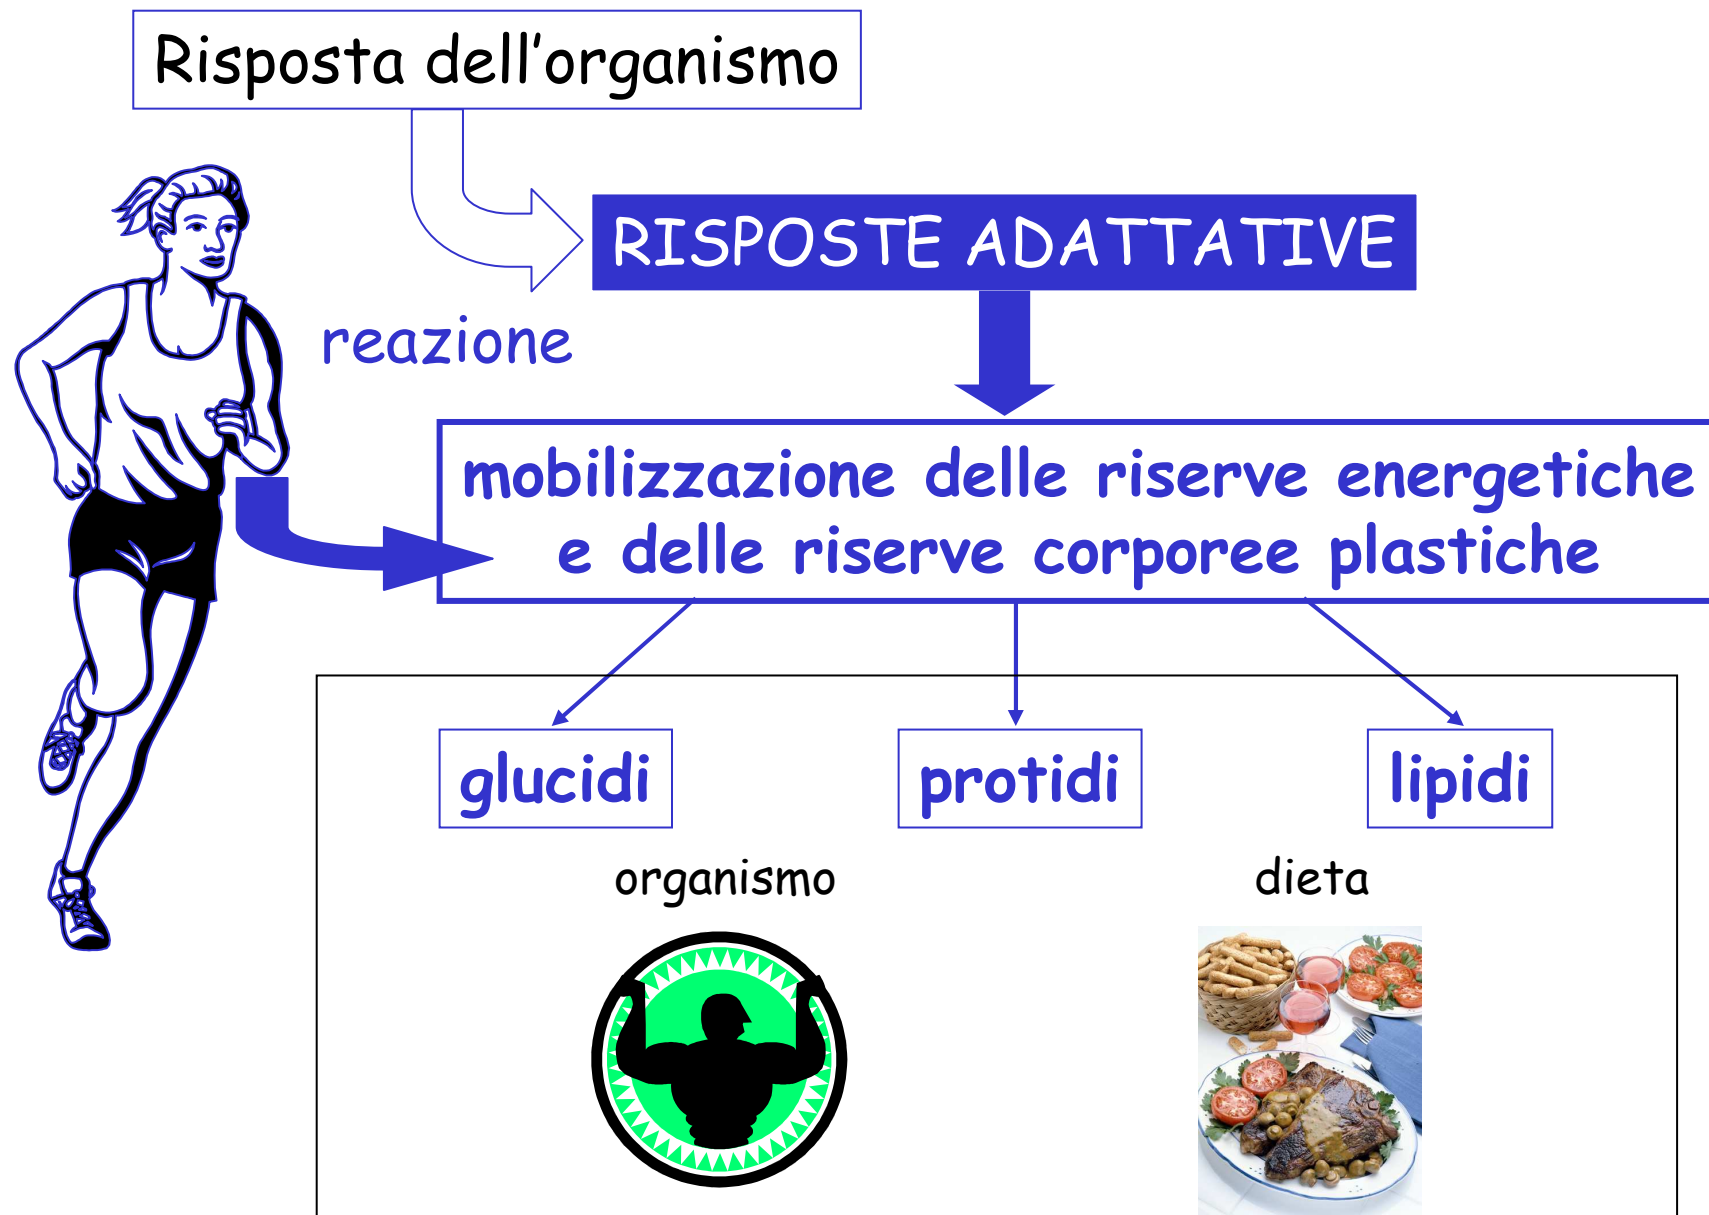 Risposta dell’organismo
RISPOSTE ADATTATIVE
reazione
mobilizzazione delle riserve energetiche
e delle riserve corporee plastiche
glucidi
protidi
lipidi
organismo
dieta